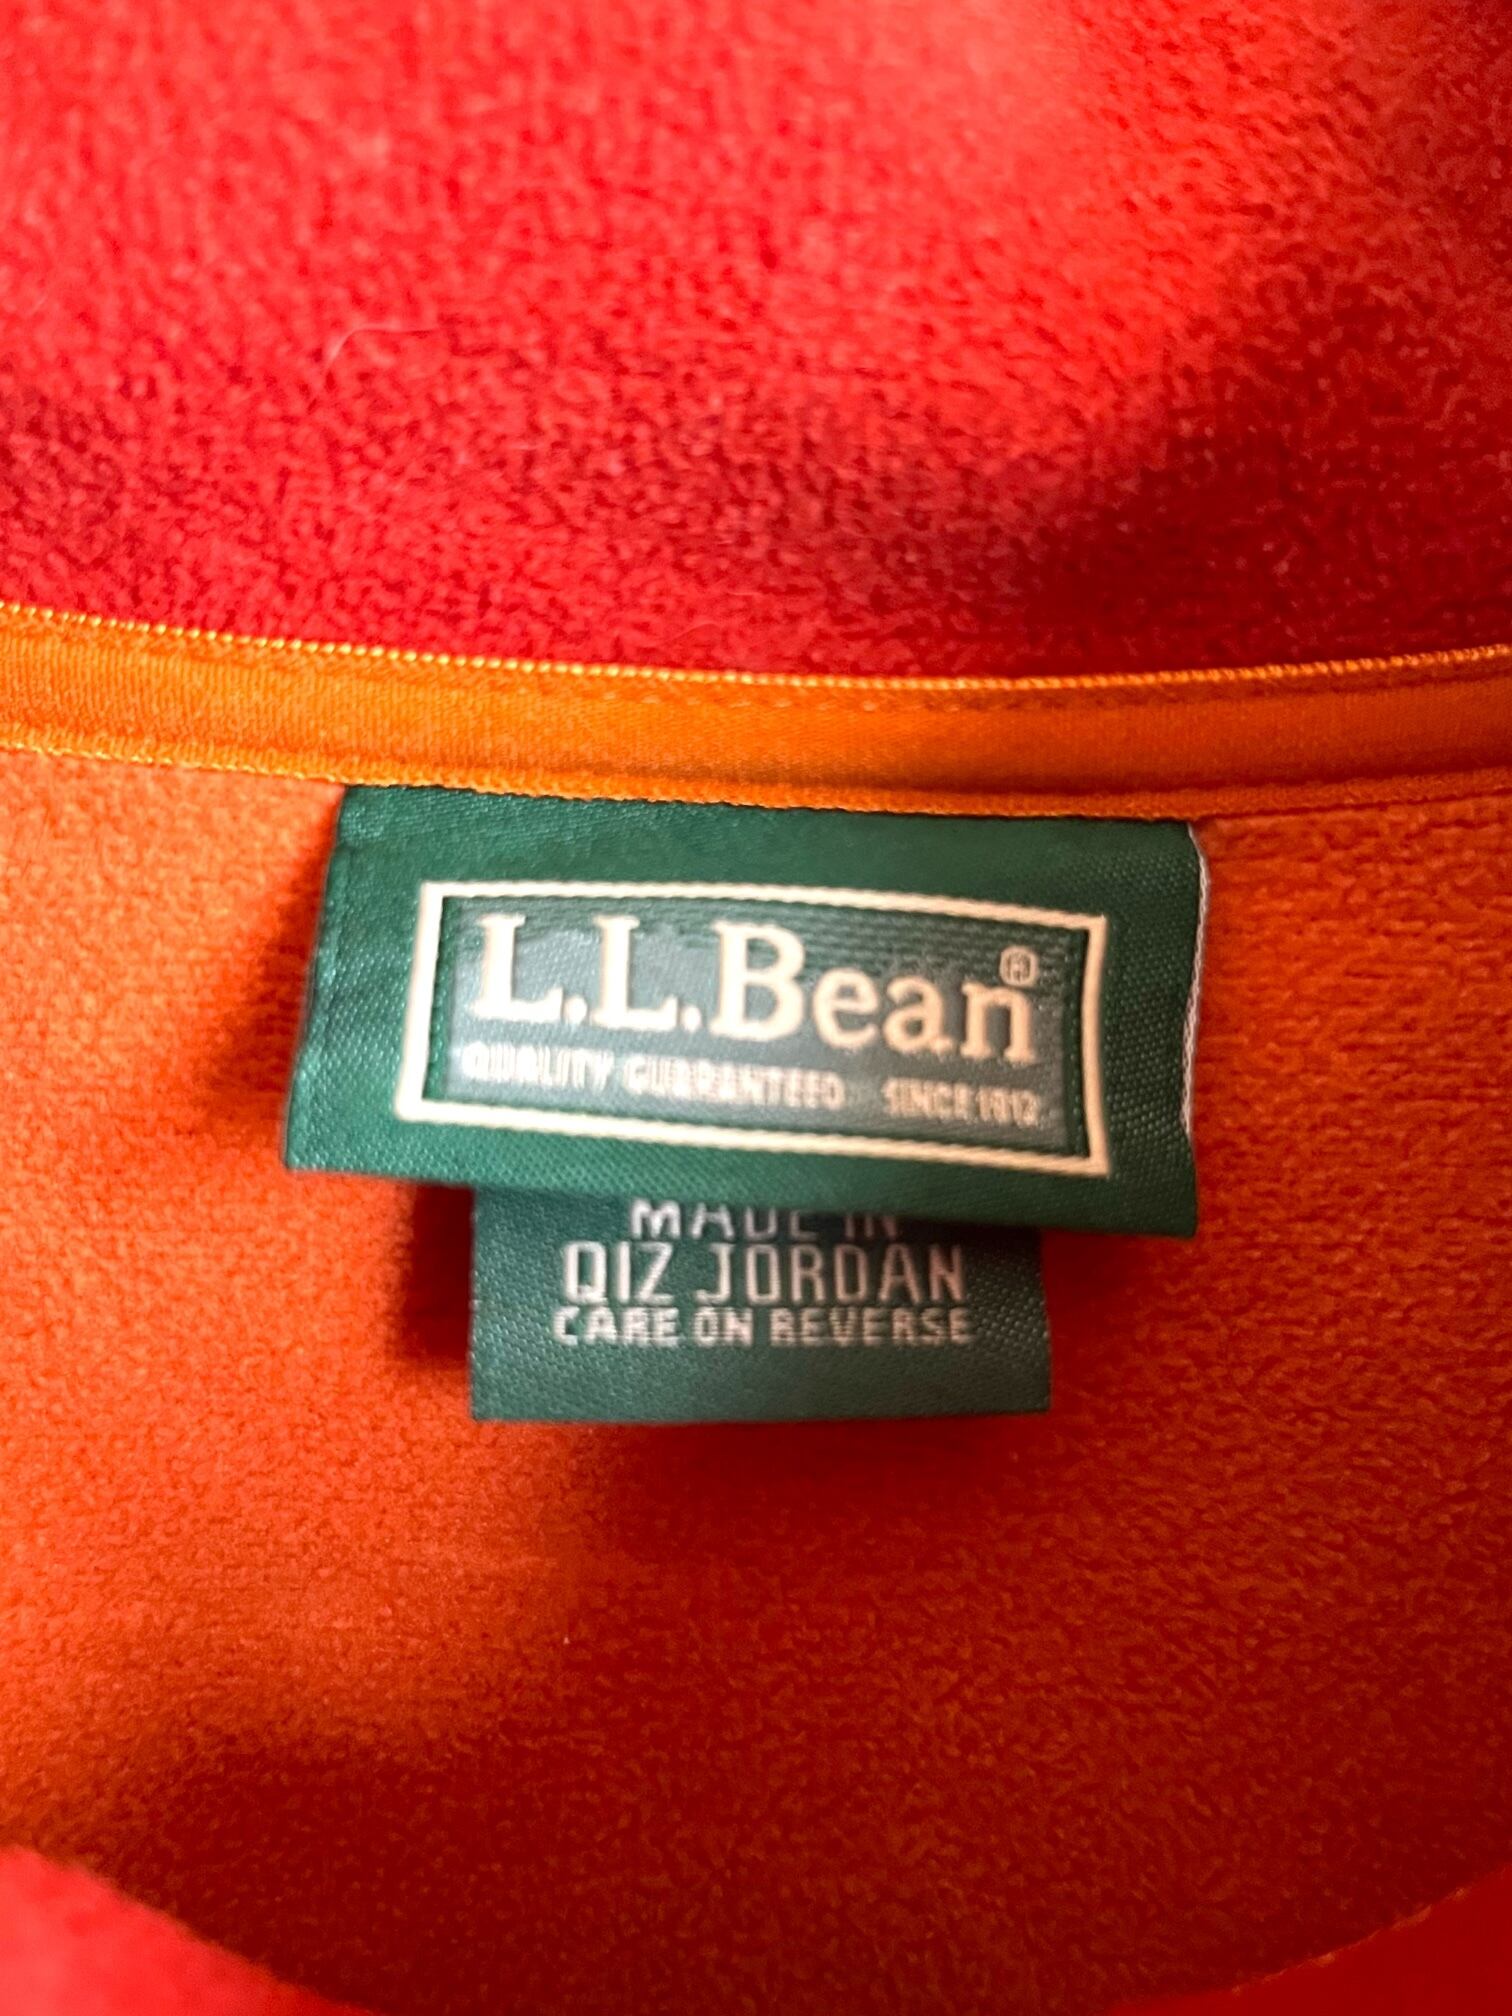 L.L.Bean®
QUALITY GUARANTEED SINCE 1912
MADE IN
QIZ JORDAN
CARE ON REVERSE